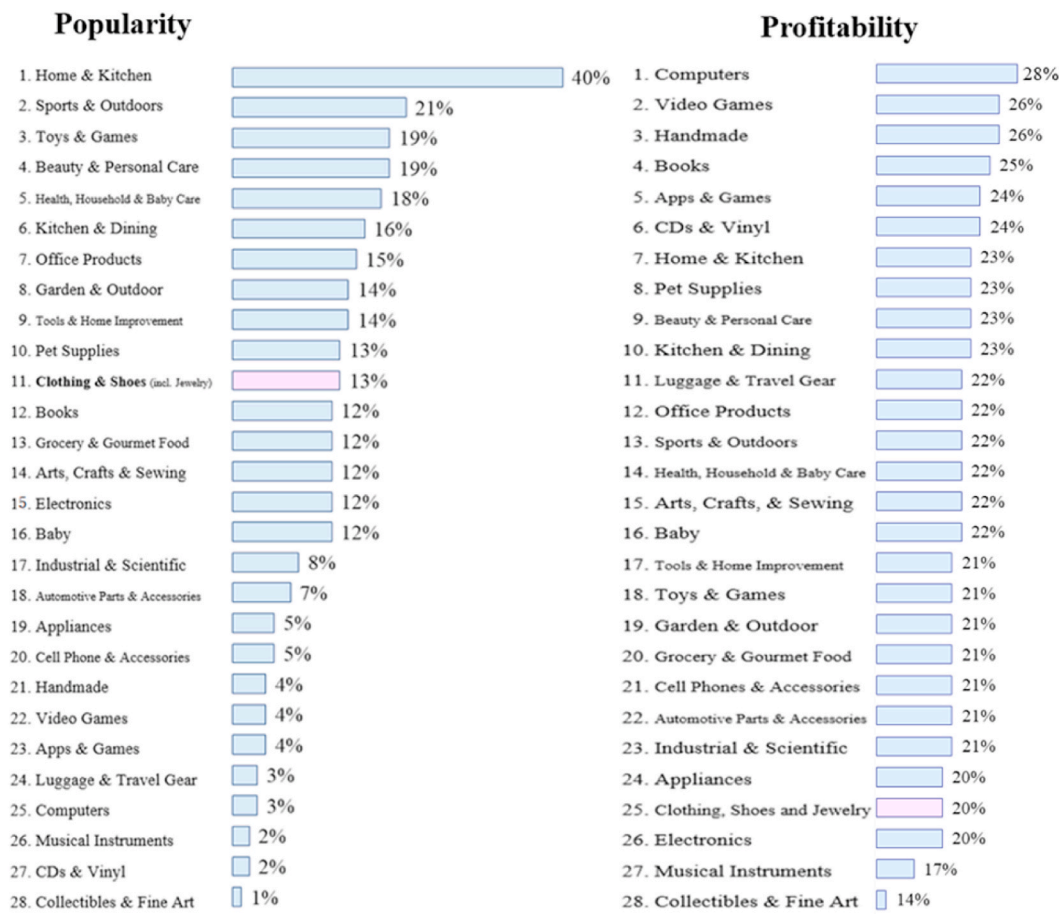 Popularity
1. Home & Kitchen 40%
2. Sports & Outdoors 21%
3. Toys & Games 19%
4. Beauty & Personal Care 19%
5. Health, Household & Baby Care 18%
6. Kitchen & Dining 16%
7. Office Products 15%
8. Garden & Outdoor 14%
9. Tools & Home Improvement 14%
10. Pet Supplies 13%
11. Clothing & Shoes (incl. Jewelry) 13%
12. Books 12%
13. Grocery & Gourmet Food 12%
14. Arts, Crafts & Sewing 12%
15. Electronics 12%
16. Baby 12%
17. Industrial & Scientific 8%
18. Automotive Parts & Accessories 7%
19. Appliances 5%
20. Cell Phone & Accessories 5%
21. Handmade 4%
22. Video Games 4%
23. Apps & Games 4%
24. Luggage & Travel Gear 3%
25. Computers 3%
26. Musical Instruments 2%
27. CDs & Vinyl 2%
28. Collectibles & Fine Art 1%
Profitability
1. Computers 28%
2. Video Games 26%
3. Handmade 26%
4. Books 25%
5. Apps & Games 24%
6. CDs & Vinyl 24%
7. Home & Kitchen 23%
8. Pet Supplies 23%
9. Beauty & Personal Care 23%
10. Kitchen & Dining 23%
11. Luggage & Travel Gear 22%
12. Office Products 22%
13. Sports & Outdoors 22%
14. Health, Household & Baby Care 22%
15. Arts, Crafts, & Sewing 22%
16. Baby 22%
17. Tools & Home Improvement 21%
18. Toys & Games 21%
19. Garden & Outdoor 21%
20. Grocery & Gourmet Food 21%
21. Cell Phones & Accessories 21%
22. Automotive Parts & Accessories 21%
23. Industrial & Scientific 21%
24. Appliances 20%
25. Clothing, Shoes and Jewelry 20%
26. Electronics 20%
27. Musical Instruments 17%
28. Collectibles & Fine Art 14%